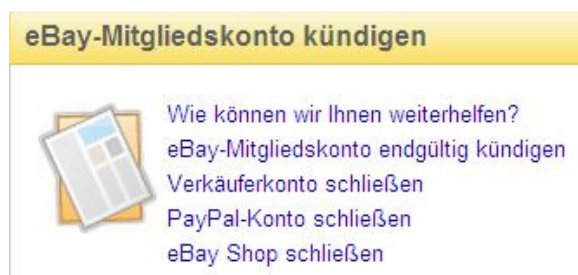 eBay-Mitgliedskonto kündigen
Wie können wir Ihnen weiterhelfen?
eBay-Mitgliedskonto endgültig kündigen
Verkäuferkonto schließen
PayPal-Konto schließen
eBay Shop schließen